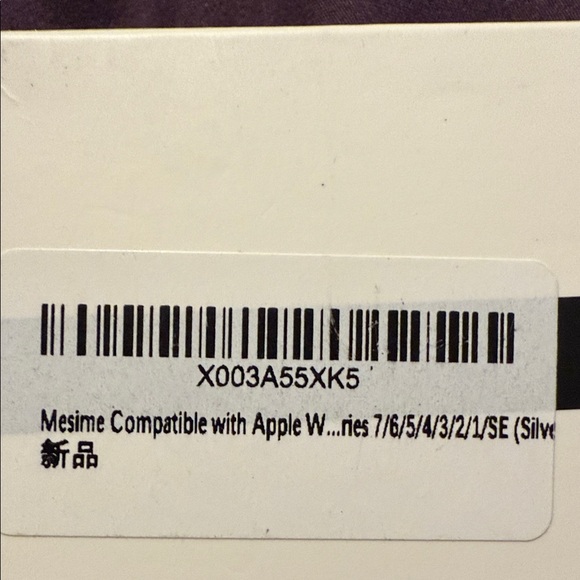 X003A55XK5
Mesime Compatible with Apple W...ries 7/6/5/4/3/2/1/SE (Silve
新品